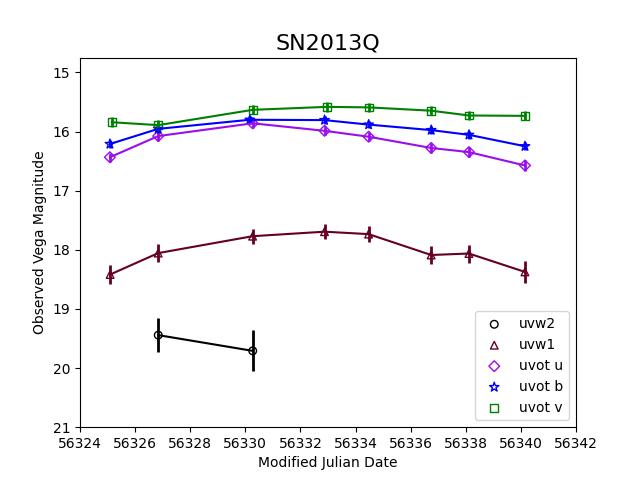 SN2013Q
15
16
17
18
19
20
21
Observed Vega Magnitude
56324 56326 56328 56330 56332 56334 56336 56338 56340 56342
Modified Julian Date
uvw2
uvw1
uvot u
uvot b
uvot v